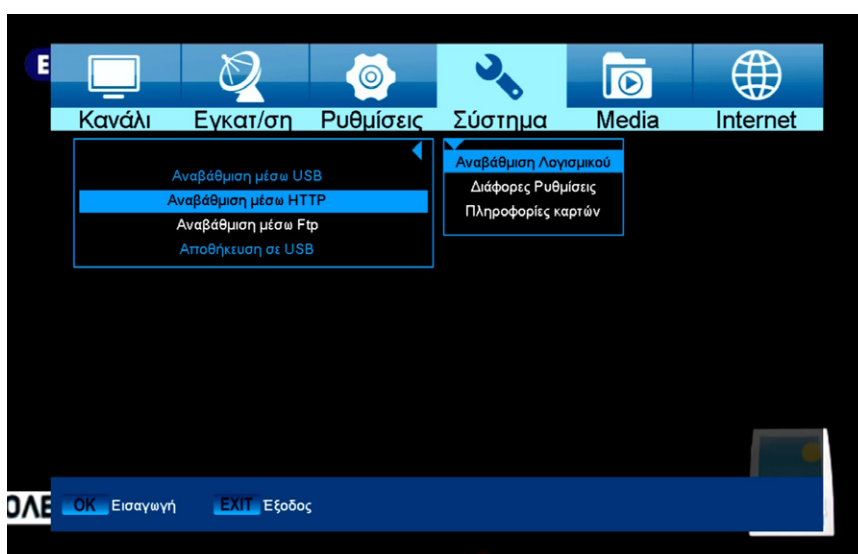 E
Κανάλι Εγκατ/ση Ρυθμίσεις Σύστημα Media Internet
Αναβάθμιση μέσω USB
Αναβάθμιση μέσω HTTP
Αναβάθμιση μέσω Ftp
Αποθήκευση σε USB
Αναβάθμιση Λογισμικού
Διάφορες Ρυθμίσεις
Πληροφορίες καρτών
ΟΛΕ
OK Εισαγωγή EXIT Έξοδος